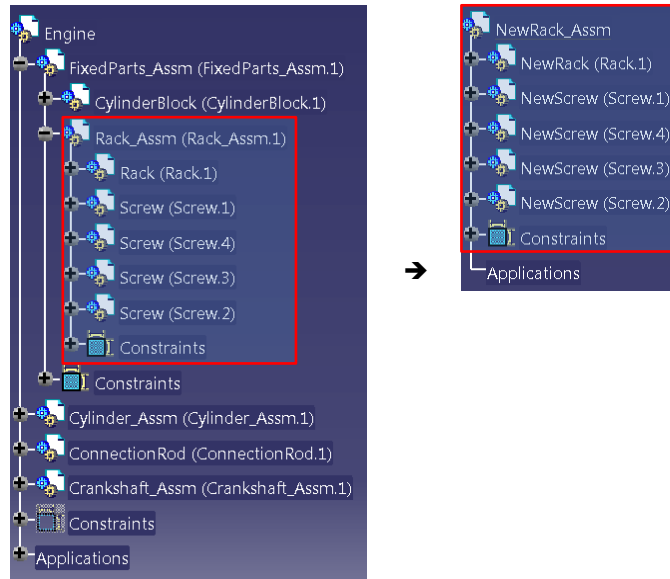 Engine
FixedParts_Assm (FixedParts_Assm.1)
CylinderBlock (CylinderBlock.1)
Rack_Assm (Rack_Assm.1)
Rack (Rack.1)
Screw (Screw.1)
Screw (Screw.4)
Screw (Screw.3)
Screw (Screw.2)
Constraints
Constraints
Cylinder_Assm (Cylinder_Assm.1)
ConnectionRod (ConnectionRod.1)
Crankshaft_Assm (Crankshaft_Assm.1)
Constraints
Applications
➔
NewRack_Assm
NewRack (Rack.1)
NewScrew (Screw.1)
NewScrew (Screw.4)
NewScrew (Screw.3)
NewScrew (Screw.2)
Constraints
Applications